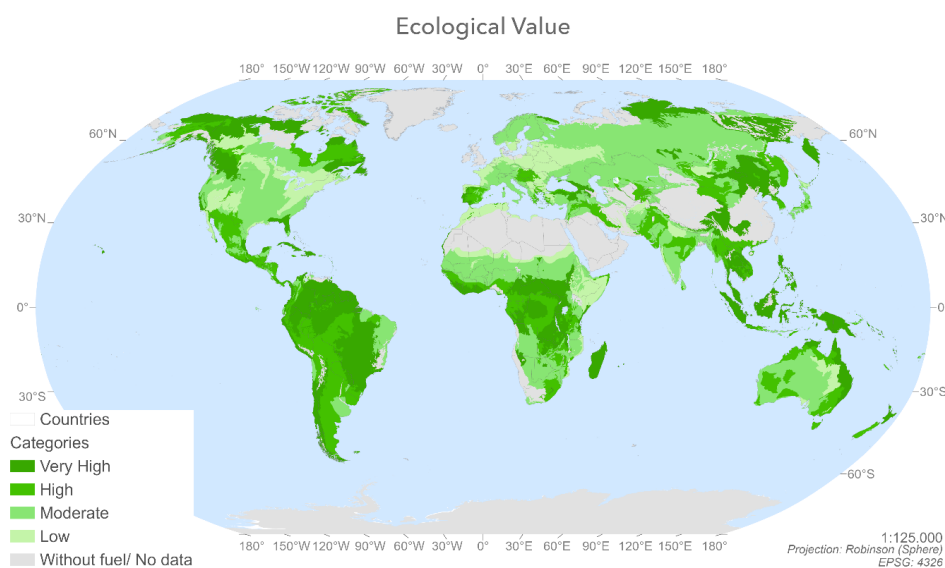 Ecological Value
180° 150°W 120°W 90°W 60°W 30°W 0° 30°E 60°E 90°E 120°E 150°E 180°
60°N 60°N
30°N 30°N
0° 0
30°S 30°S
60°S
Countries
Categories
Very High
High
Moderate
Low
Without fuel/ No data
180° 150°W 120°W 90°W 60°W 30°W 0° 30°E 60°E 90°E 120°E 150°E 180°
1:125.000
Projection: Robinson (Sphere)
EPSG: 4326